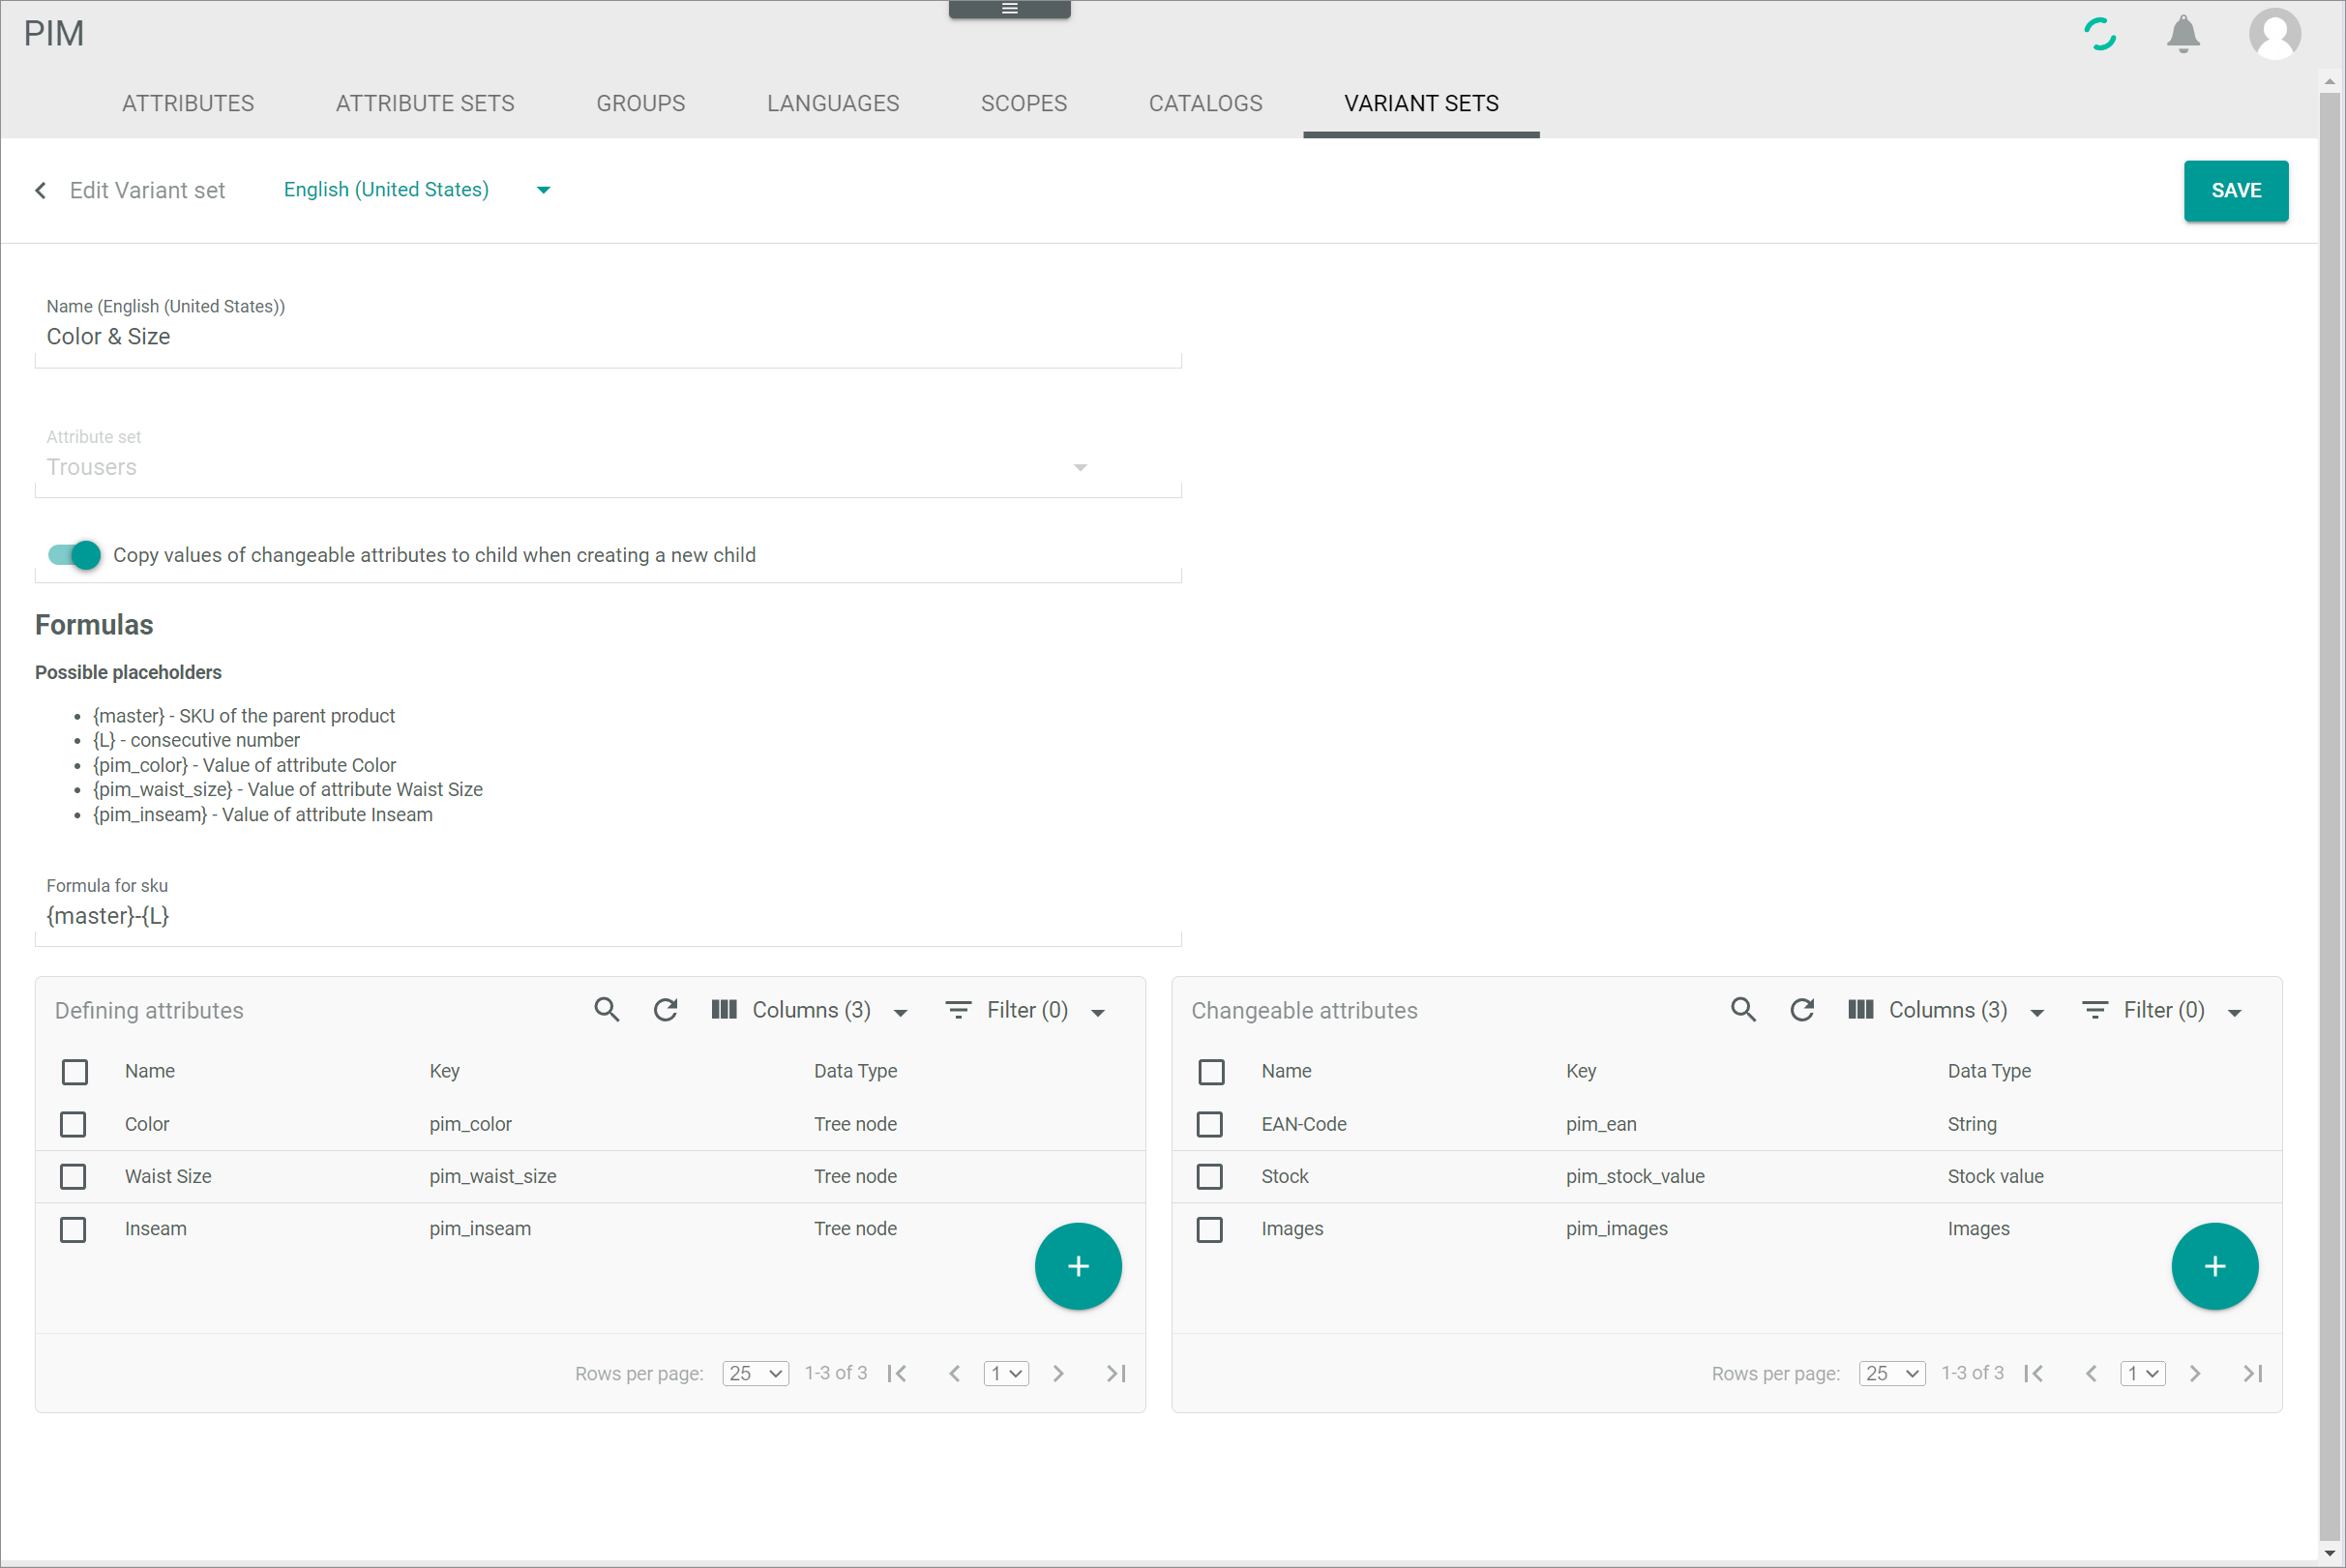 PIM
ATTRIBUTES ATTRIBUTE SETS GROUPS LANGUAGES SCOPES CATALOGS VARIANT SETS
Edit Variant set English (United States) SAVE
Name (English (United States))
Color & Size
Attribute set
Trousers
Copy values of changeable attributes to child when creating a new child
Formulas
Possible placeholders
• {master} - SKU of the parent product
• {L} - consecutive number
• {pim_color} - Value of attribute Color
• {pim_waist_size} - Value of attribute Waist Size
• {pim_inseam} - Value of attribute Inseam
Formula for sku
{master}-{L}
Defining attributes Columns (3) Filter (0)
Name Key Data Type
Color pim_color Tree node
Waist Size pim_waist_size Tree node
Inseam pim_inseam Tree node
+
Rows per page: 25 1-3 of 3 1
Changeable attributes Columns (3) Filter (0)
Name Key Data Type
EAN-Code pim_ean String
Stock pim_stock_value Stock value
Images pim_images Images
+
Rows per page: 25 1-3 of 3 1